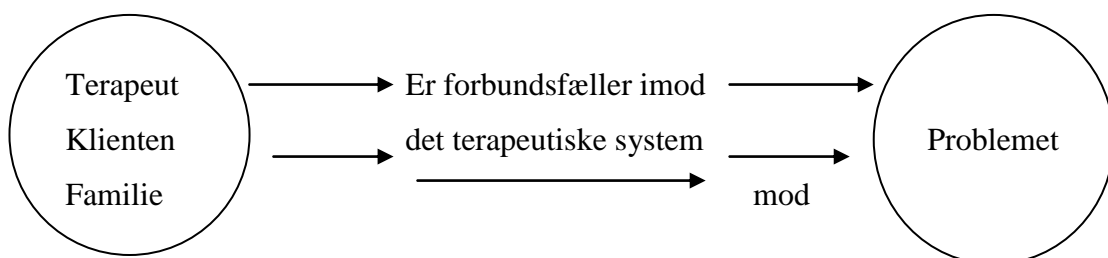 Terapeut
Klienten
Familie
Er forbundsfæller imod
det terapeutiske system
mod
Problemet